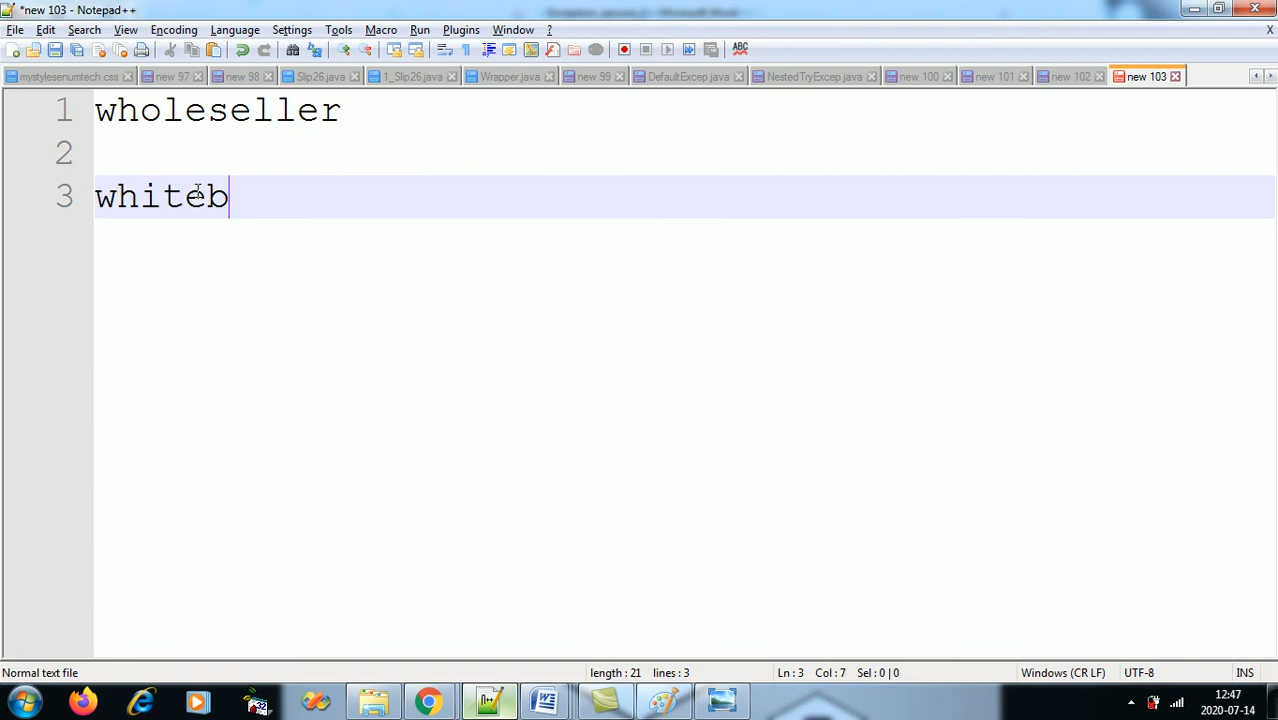 *new 103 - Notepad++
File Edit Search View Encoding Language Settings Tools Macro Run Plugins Window ? X
ABC
mystylesenumtech.css new 97 new 98 Slip26.java 1_Slip26.java Wrapper.java new 99 DefaultExcep.java NestedTryExcep.java new 100 new 101 new 102 new 103
1 wholeseller
2
3 whiteb
Normal text file length : 21 lines : 3 Ln : 3 Col : 7 Sel : 0 | 0 Windows (CR LF) UTF-8 INS
12:47
2020-07-14